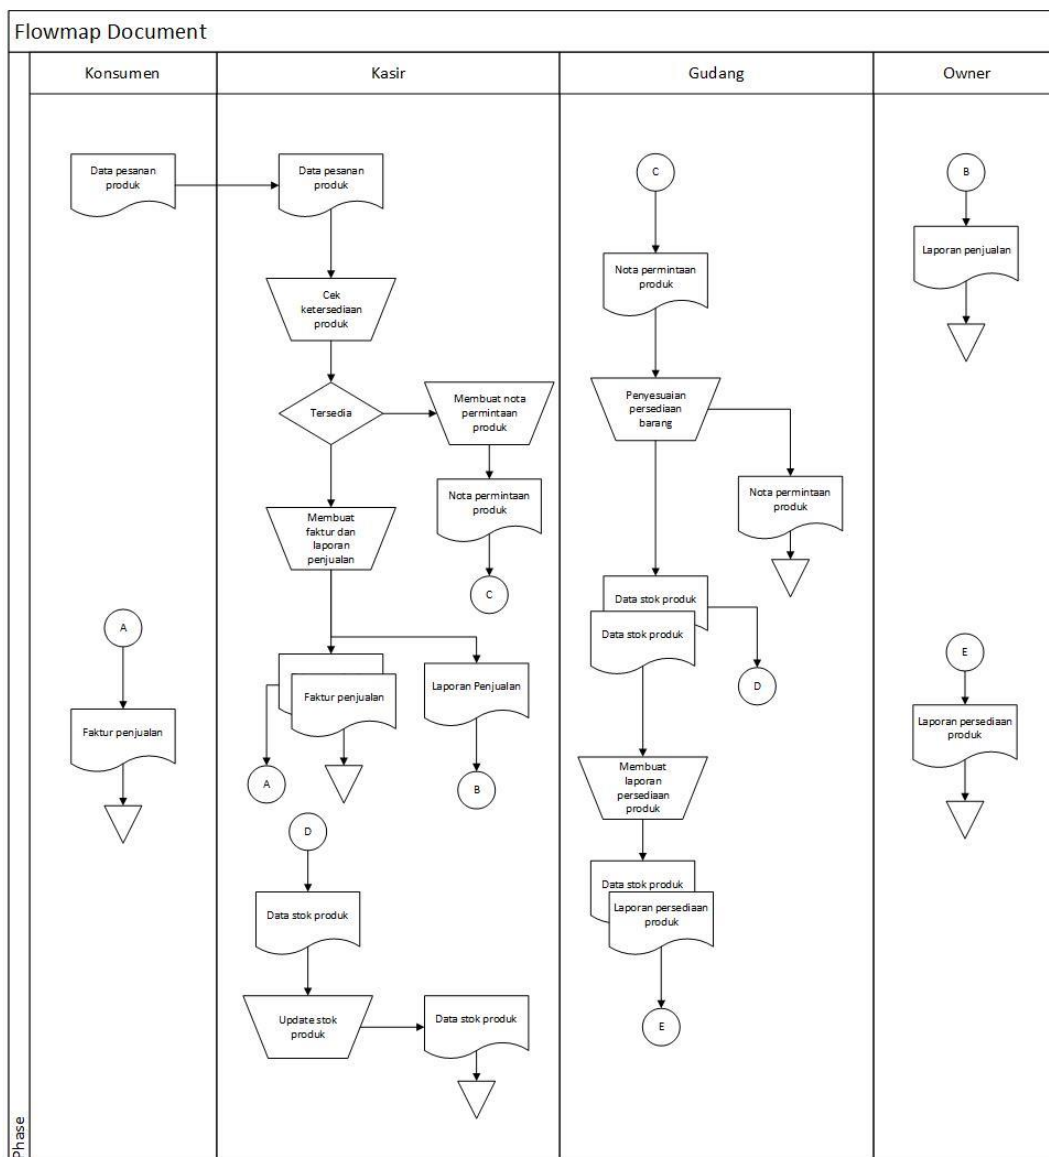 Flowmap Document
Konsumen
Kasir
Gudang
Owner
Phase
Data pesanan
produk
Data pesanan
produk
C
B
Laporan penjualan
Nota permintaan
produk
Cek
ketersediaan
produk
Tersedia
Membuat nota
permintaan
produk
Penyesuaian
persediaan
barang
Nota permintaan
produk
Nota permintaan
produk
Membuat
faktur dan
laporan
penjualan
C
Data stok produk
Data stok produk
D
A
Faktur penjualan
Faktur penjualan
Laporan Penjualan
A
B
E
Laporan persediaan
produk
Membuat
laporan
persediaan
produk
D
Data stok produk
Data stok produk
Laporan persediaan
produk
Update stok
produk
Data stok produk
E